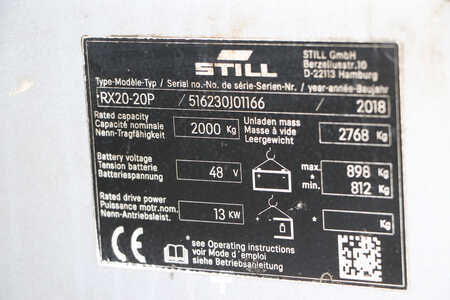 STILL
STILL GmbH
Berzeliusstr.10
D-22113 Hamburg
Type-Modèle-Typ / Serial no.-No. de série-Serien-Nr. / year-année-Baujahr
*RX20-20P / 516230J01166 / 2018
Rated capacity
Capacité nominale
Nenn-Tragfähigkeit
2000 Kg
Unladen mass
Masse à vide
Leergewicht
2768 Kg
Battery voltage
Tension batterie
Batteriespannung
48 V
max. 898 Kg
*
min. 812 Kg
Rated drive power
Puissance motr.nom.
Nenn-Antriebsleist.
13 KW
* Kg
CE
*see Operating instructions
voir Mode d´emploi
siehe Betriebsanleitung